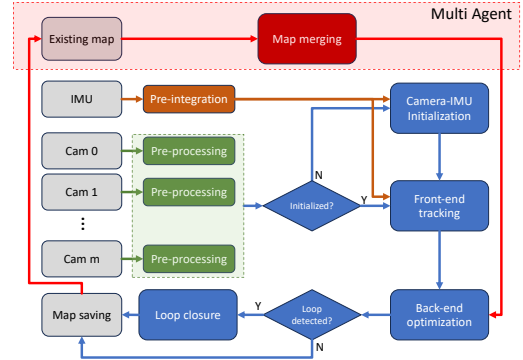 Multi Agent
Existing map
Map merging
IMU
Pre-integration
Camera-IMU
Initialization
Cam 0
Pre-processing
N
Cam 1
Pre-processing
Initialized?
Y
Front-end
tracking
...
Cam m
Pre-processing
Map saving
Loop closure
Y
Loop
detected?
N
Back-end
optimization